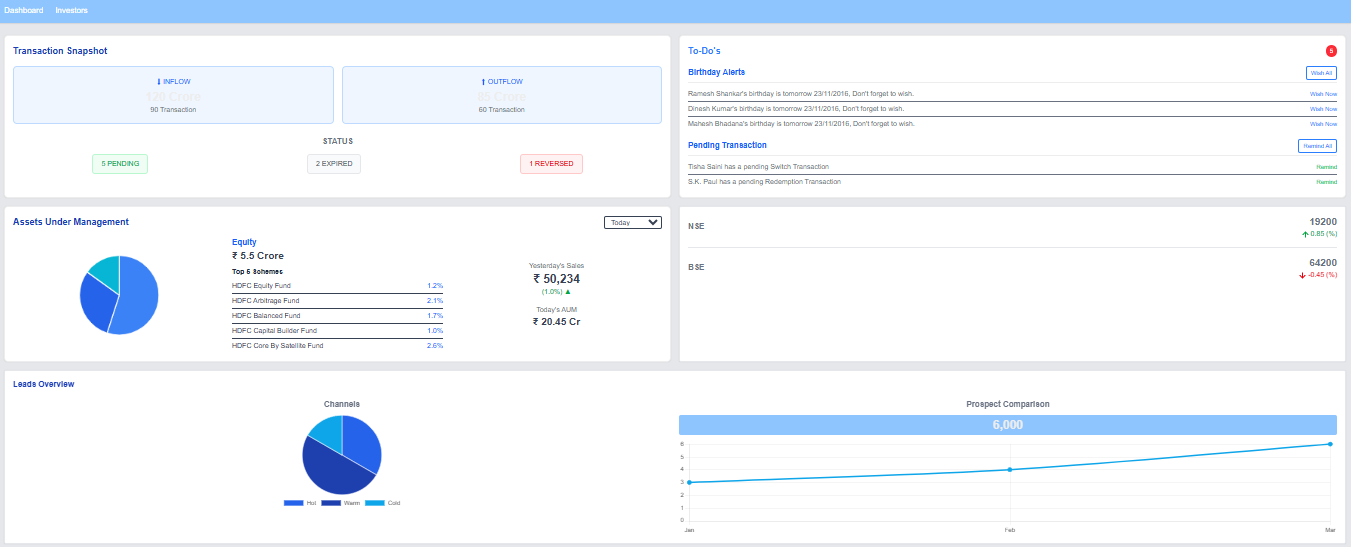 Dashboard Investors
Transaction Snapshot
INFLOW
120 Crore
90 Transaction
OUTFLOW
85 Crore
60 Transaction
STATUS
5 PENDING
2 EXPIRED
1 REVERSED
To-Do's
5
Birthday Alerts
Wish All
Ramesh Shankar's birthday is tomorrow 23/11/2016, Don't forget to wish.
Wish Now
Dinesh Kumar's birthday is tomorrow 23/11/2016, Don't forget to wish.
Wish Now
Mahesh Bhadana's birthday is tomorrow 23/11/2016, Don't forget to wish.
Wish Now
Pending Transaction
Remind All
Tisha Saini has a pending Switch Transaction
Remind
S.K. Paul has a pending Redemption Transaction
Remind
Assets Under Management
Today
Equity
₹ 5.5 Crore
Top 5 Schemes
HDFC Equity Fund 1.2%
HDFC Arbitrage Fund 2.1%
HDFC Balanced Fund 1.7%
HDFC Capital Builder Fund 1.0%
HDFC Core By Satellite Fund 2.6%
Yesterday's Sales
₹ 50,234
(1.0%) ▲
Today's AUM
₹ 20.45 Cr
NSE
19200
0.85 (%)
BSE
64200
-0.45 (%)
Leads Overview
Channels
Hot Warm Cold
Prospect Comparison
6,000
6
5
4
3
2
1
0
Jan Feb Mar